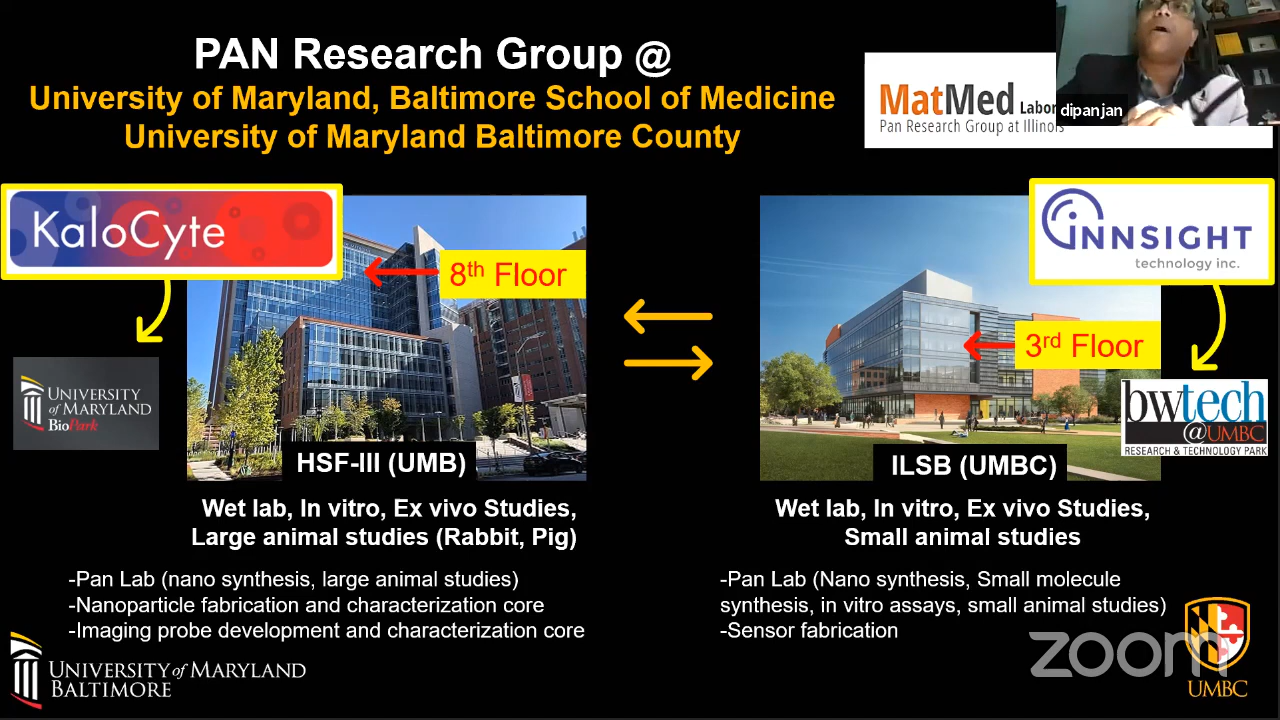 PAN Research Group @
University of Maryland, Baltimore School of Medicine
University of Maryland Baltimore County
MatMed Labor
Pan Research Group at Illinois
dipanjan
KaloCyte
8th Floor
INNSIGHT
technology inc.
3rd Floor
UNIVERSITY
of MARYLAND
BioPark
bwtech
@UMBC
RESEARCH & TECHNOLOGY PARK
HSF-III (UMB)
ILSB (UMBC)
Wet lab, In vitro, Ex vivo Studies,
Large animal studies (Rabbit, Pig)
Wet lab, In vitro, Ex vivo Studies,
Small animal studies
-Pan Lab (nano synthesis, large animal studies)
-Nanoparticle fabrication and characterization core
-Imaging probe development and characterization core
-Pan Lab (Nano synthesis, Small molecule
synthesis, in vitro assays, small animal studies)
-Sensor fabrication
UNIVERSITY of MARYLAND
BALTIMORE
zoom
UMBC